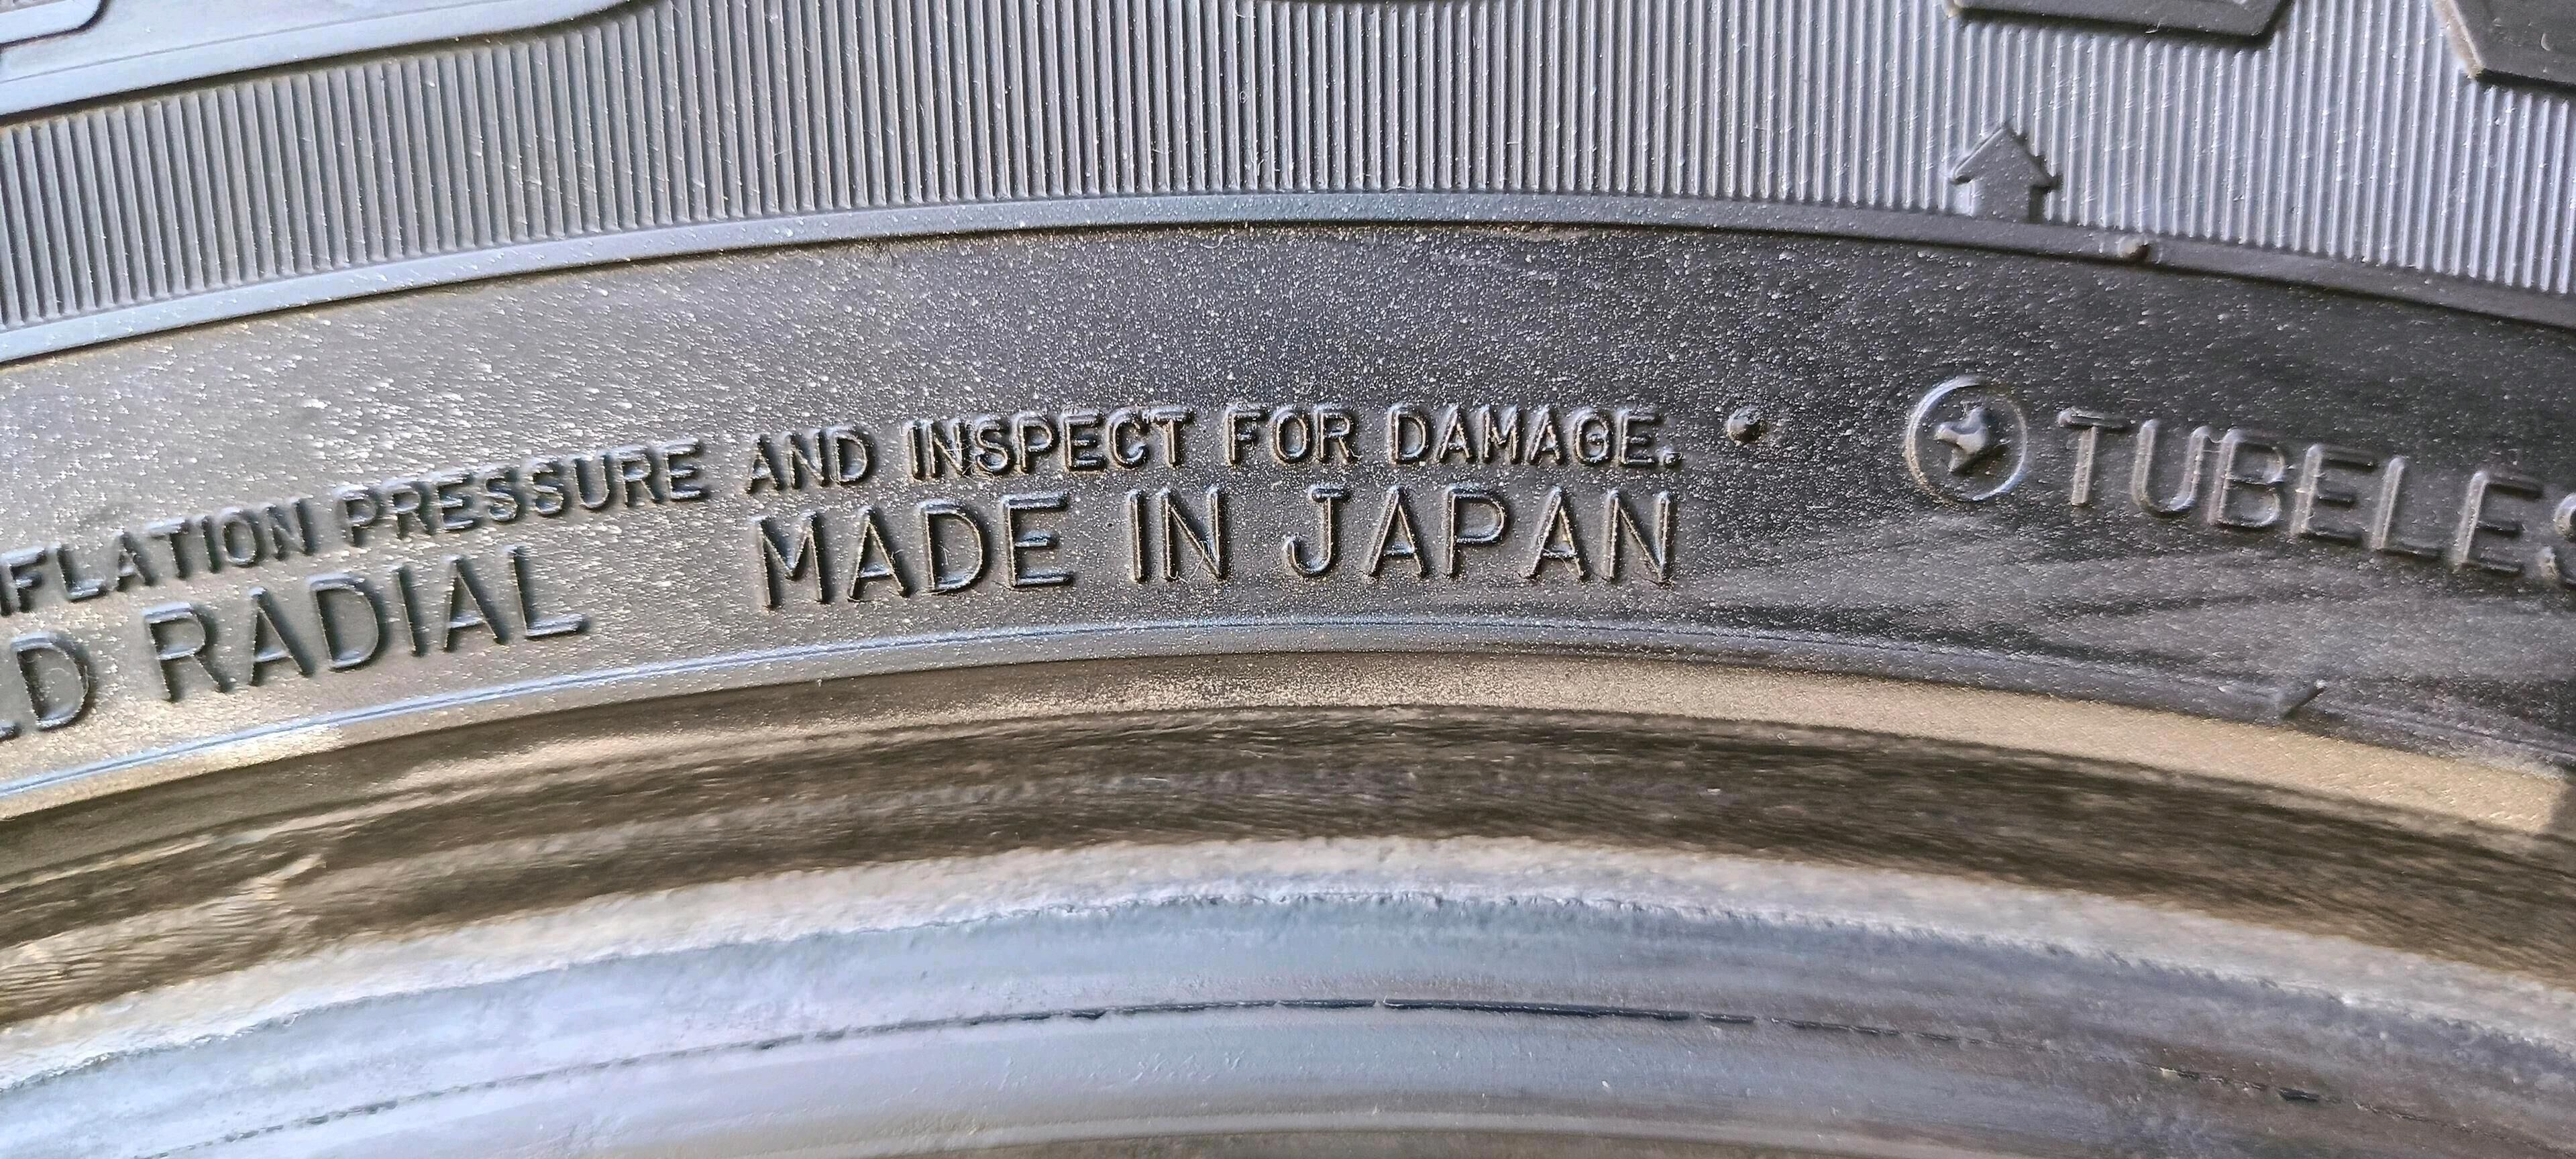 FLATION PRESSURE AND INSPECT FOR DAMAGE.
RADIAL MADE IN JAPAN
TUBELES